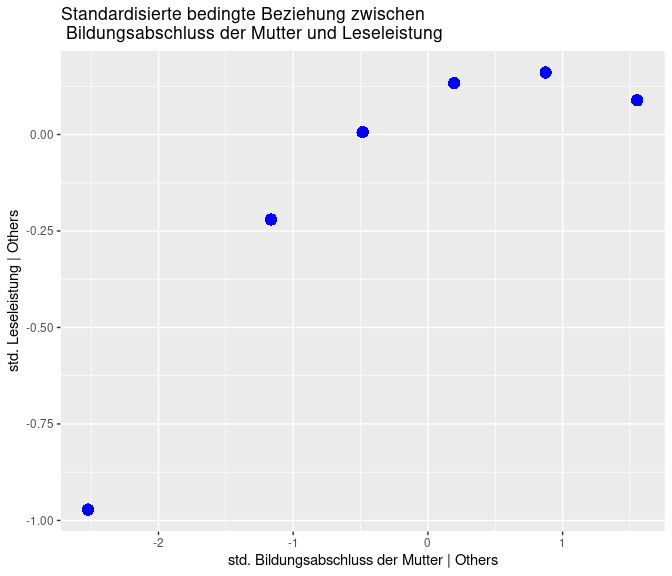 Standardisierte bedingte Beziehung zwischen
Bildungsabschluss der Mutter und Leseleistung
0.00
-0.25
-0.50
-0.75
-1.00
std. Leseleistung | Others
-2
-1
0
1
std. Bildungsabschluss der Mutter | Others